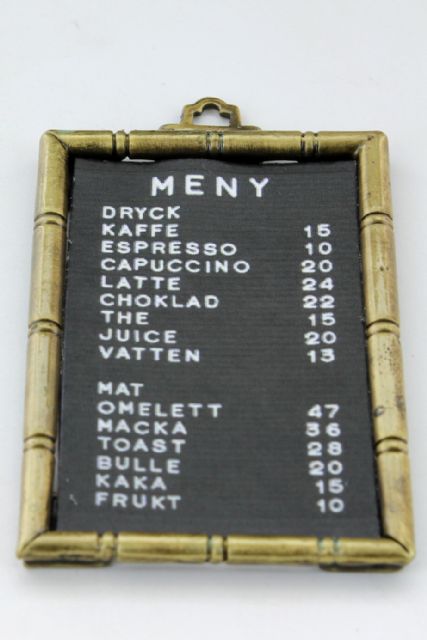 MENY
DRYCK
KAFFE 15
ESPRESSO 10
CAPUCCINO 20
LATTE 24
CHOKLAD 22
THE 15
JUICE 20
VATTEN 13
MAT
OMELETT 47
MACKA 36
TOAST 28
BULLE 20
KAKA 15
FRUKT 10